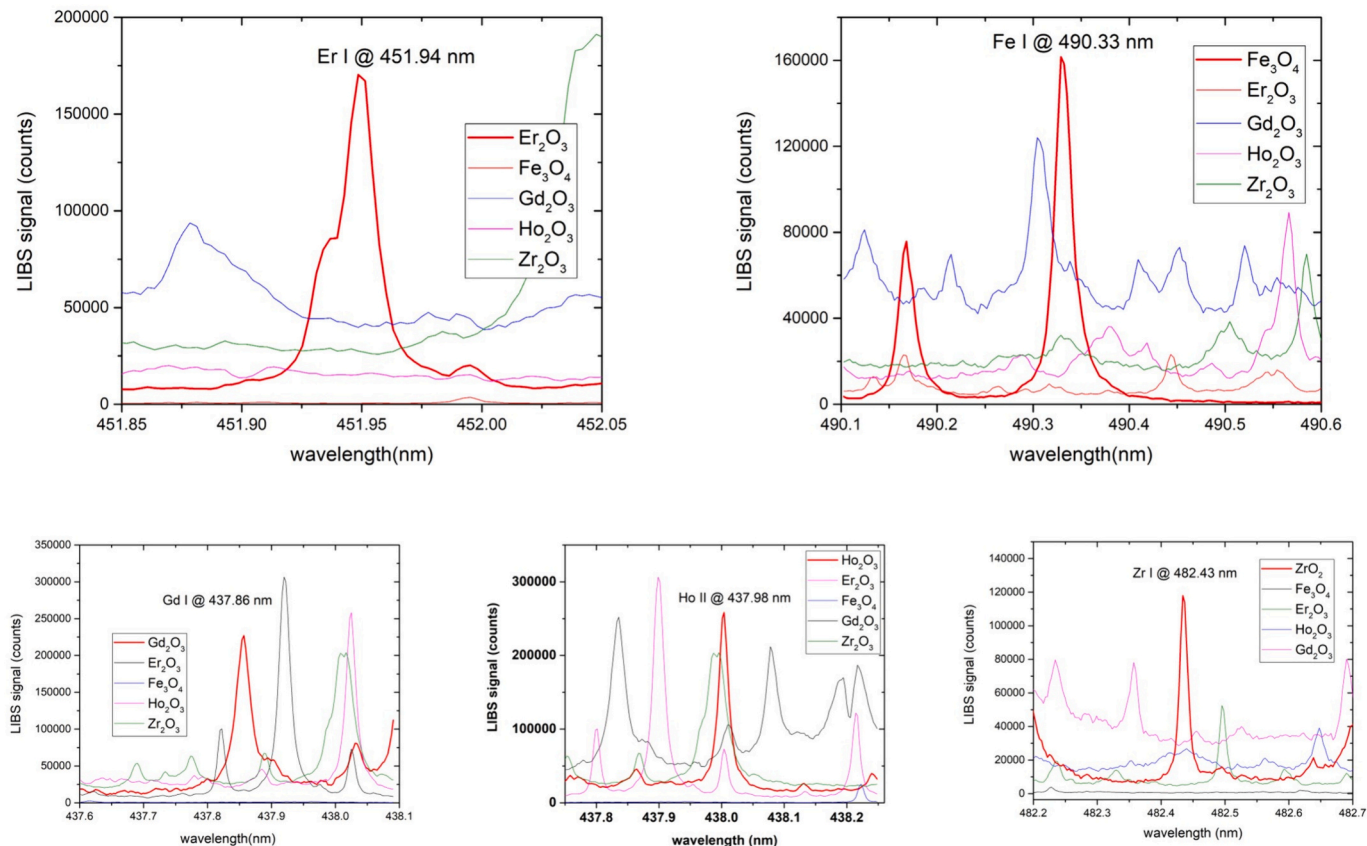 200000
150000
100000
50000
0
LIBS signal (counts)
Er I @ 451.94 nm
Er₂O₃
Fe₃O₄
Gd₂O₃
Ho₂O₃
Zr₂O₃
451.85 451.90 451.95 452.00 452.05
wavelength(nm)
160000
120000
80000
40000
0
LIBS signal (counts)
Fe I @ 490.33 nm
Fe₃O₄
Er₂O₃
Gd₂O₃
Ho₂O₃
Zr₂O₃
490.1 490.2 490.3 490.4 490.5 490.6
wavelength(nm)
350000
300000
250000
200000
150000
100000
50000
0
LIBS signal (counts)
Gd I @ 437.86 nm
Gd₂O₃
Er₂O₃
Fe₃O₄
Ho₂O₃
Zr₂O₃
437.6 437.7 437.8 437.9 438.0 438.1
wavelength(nm)
300000
200000
100000
0
LIBS signal (counts)
Ho II @ 437.98 nm
Ho₂O₃
Er₂O₃
Fe₃O₄
Gd₂O₃
Zr₂O₃
437.8 437.9 438.0 438.1 438.2
wavelength (nm)
140000
120000
100000
80000
60000
40000
20000
0
LIBS signal (counts)
Zr I @ 482.43 nm
ZrO₂
Fe₃O₄
Er₂O₃
Ho₂O₃
Gd₂O₃
482.2 482.3 482.4 482.5 482.6 482.7
wavelength (nm)